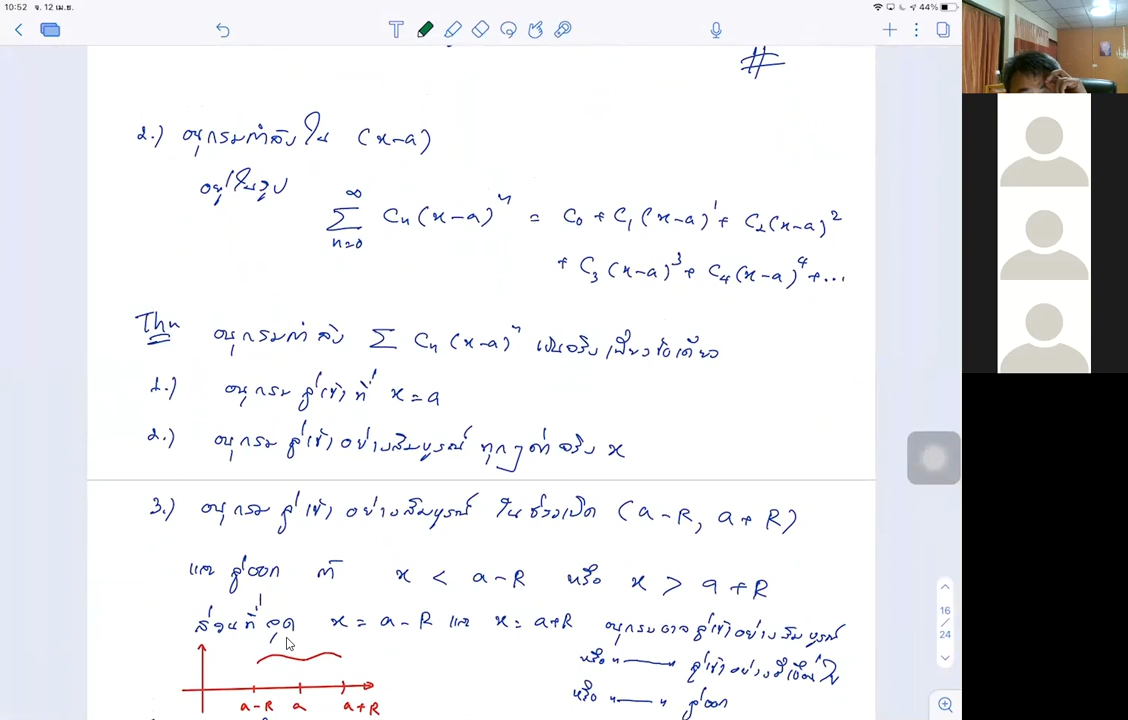 10:52 จ. 12 เม.ย.
44%
T
#
2.) อนุกรมกำลังใน (x-a)
อยู่ในรูป
∞
∑ Cn(x-a)^n = C0 + C1(x-a)^1 + C2(x-a)^2
n=0
+ C3(x-a)^3 + C4(x-a)^4 + ...
Thm อนุกรมกำลัง ∑ Cn(x-a)^n เป็นจริงเพียงข้อเดียว
1.) อนุกรมลู่เข้าที่ x = a
2.) อนุกรมลู่เข้าอย่างสัมบูรณ์ ทุกๆค่าจริง x
3.) อนุกรมลู่เข้าอย่างสัมบูรณ์ ในช่วงเปิด (a-R, a+R)
และลู่ออก ถ้า x < a-R หรือ x > a+R
ส่วนที่จุด x = a-R และ x = a+R อนุกรมอาจลู่เข้าอย่างสัมบูรณ์
หรือ " —— ลู่เข้าอย่างมีเงื่อนไข
หรือ " —— " ลู่ออก
a-R a a+R
16
24